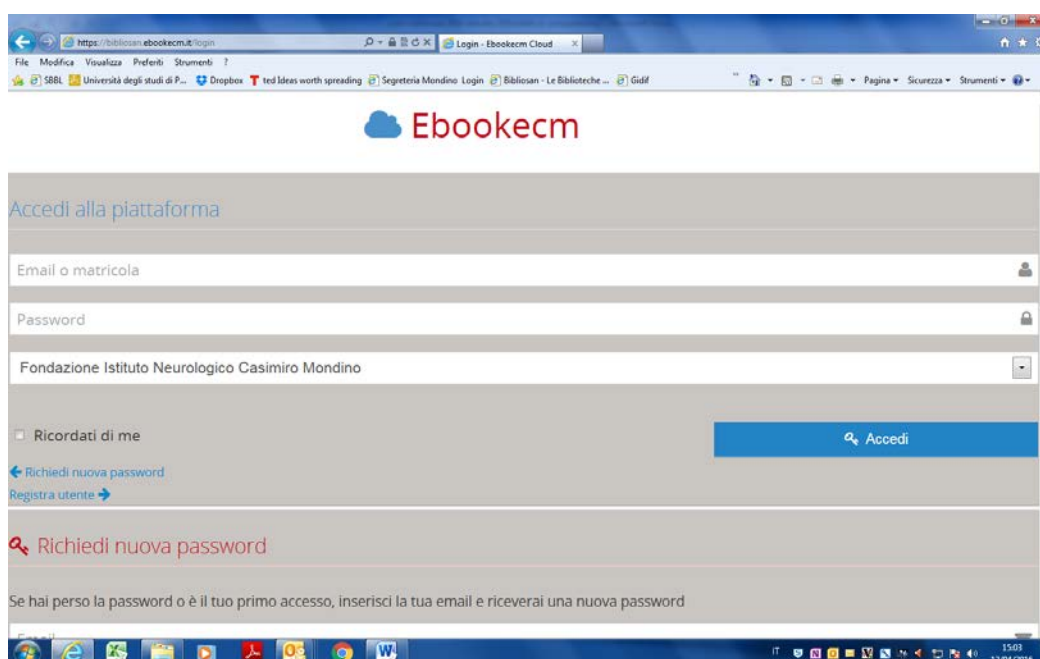 https://bibliosan.ebookecm.it/login
Login - Ebookecm Cloud
File Modifica Visualizza Preferiti Strumenti ?
SBBL Università degli studi di P... Dropbox ted Ideas worth spreading Segreteria Mondino Login Bibliosan - Le Biblioteche ... Gidif
Pagina Sicurezza Strumenti
Ebookecm
Accedi alla piattaforma
Email o matricola
Password
Fondazione Istituto Neurologico Casimiro Mondino
Ricordati di me
Accedi
Richiedi nuova password
Registra utente
Richiedi nuova password
Se hai perso la password o è il tuo primo accesso, inserisci la tua email e riceverai una nuova password
Email
IT
15:03